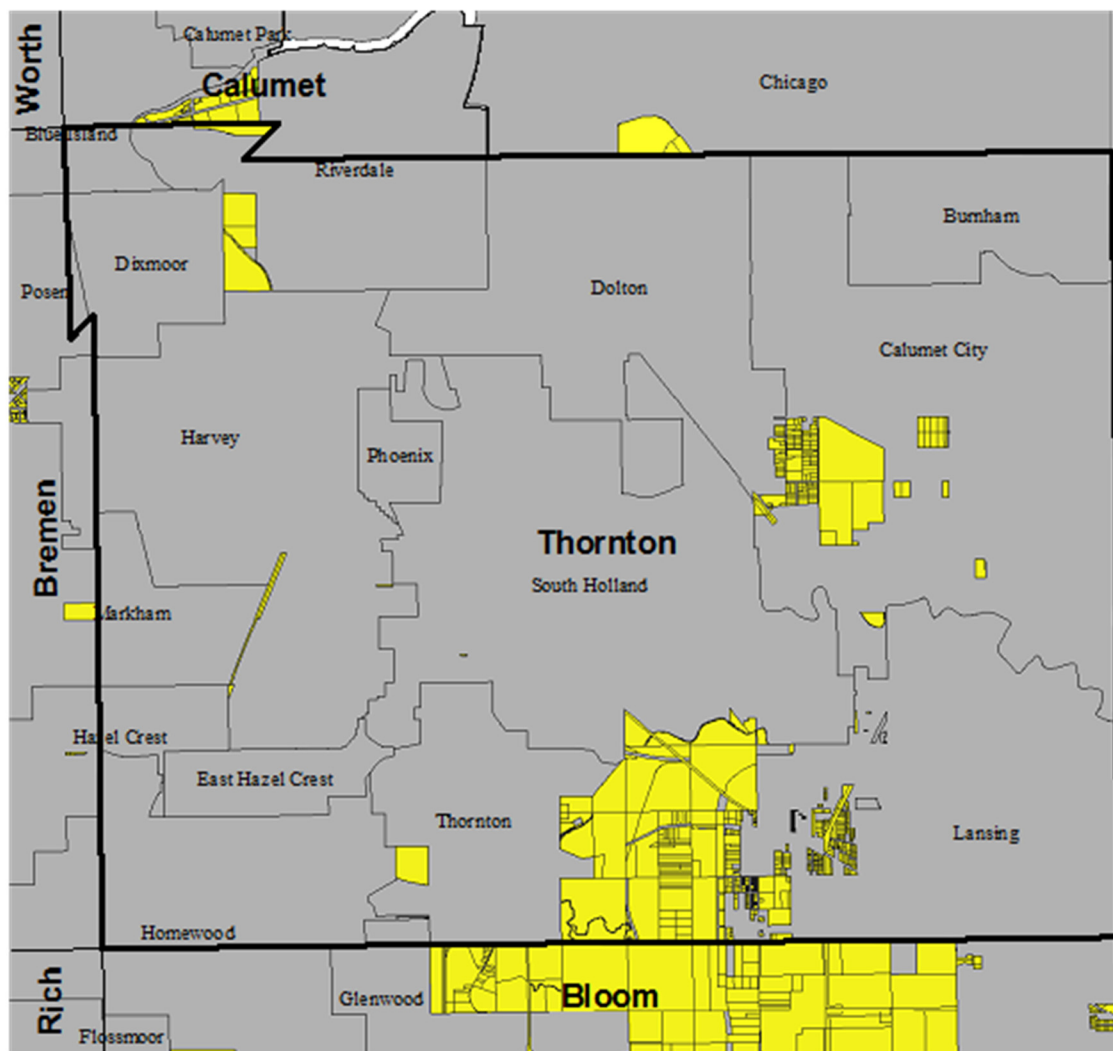 Calumet Park
Worth
Calumet
Chicago
Blue Island
Riverdale
Burnham
Dixmoor
Posen
Dolton
Calumet City
Harvey
Phoenix
Bremen
Thornton
South Holland
Markham
Hazel Crest
East Hazel Crest
Thornton
Lansing
Homewood
Rich
Glenwood
Bloom
Flossmoor